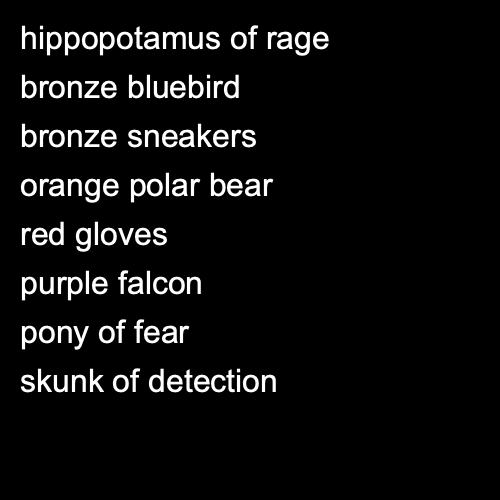 hippopotamus of rage
bronze bluebird
bronze sneakers
orange polar bear
red gloves
purple falcon
pony of fear
skunk of detection